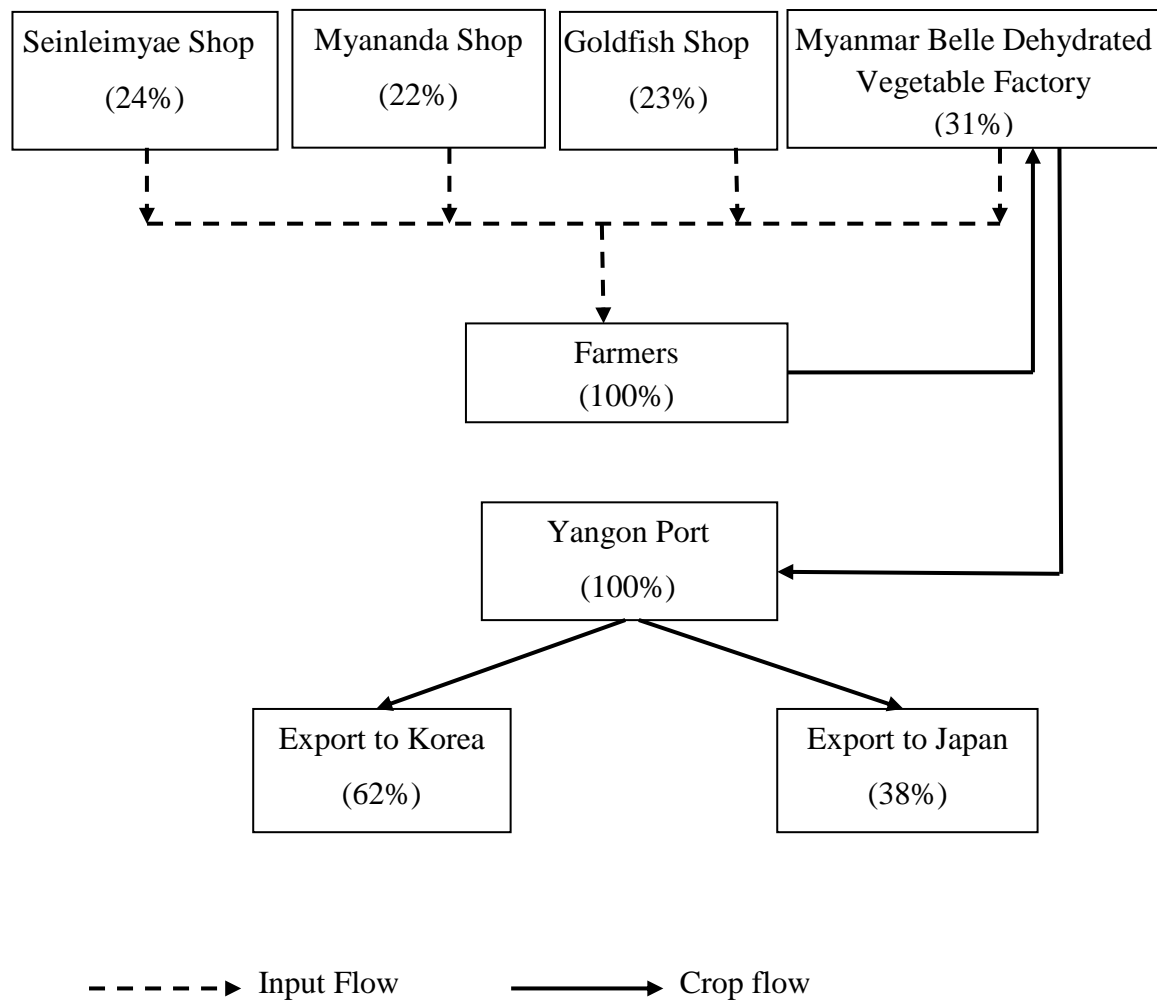 Seinleimyae Shop
(24%)
Myananda Shop
(22%)
Goldfish Shop
(23%)
Myanmar Belle Dehydrated
Vegetable Factory
(31%)
Farmers
(100%)
Yangon Port
(100%)
Export to Korea
(62%)
Export to Japan
(38%)
Input Flow
Crop flow